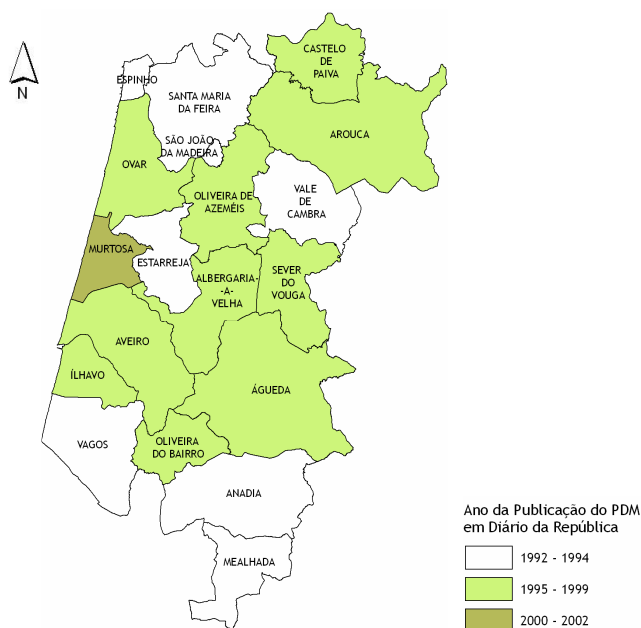 CASTELO
DE
PAIVA
ESPINHO
SANTA MARIA
DA FEIRA
AROUCA
SÃO JOÃO
DA MADEIRA
OVAR
OLIVEIRA DE
AZEMÉIS
VALE
DE
CAMBRA
MURTOSA
ESTARREJA
ALBERGARIA-
-A-
VELHA
SEVER
DO
VOUGA
AVEIRO
ÍLHAVO
ÁGUEDA
VAGOS
OLIVEIRA
DO BAIRRO
ANADIA
MEALHADA
N
Ano da Publicação do PDM
em Diário da República
1992 - 1994
1995 - 1999
2000 - 2002